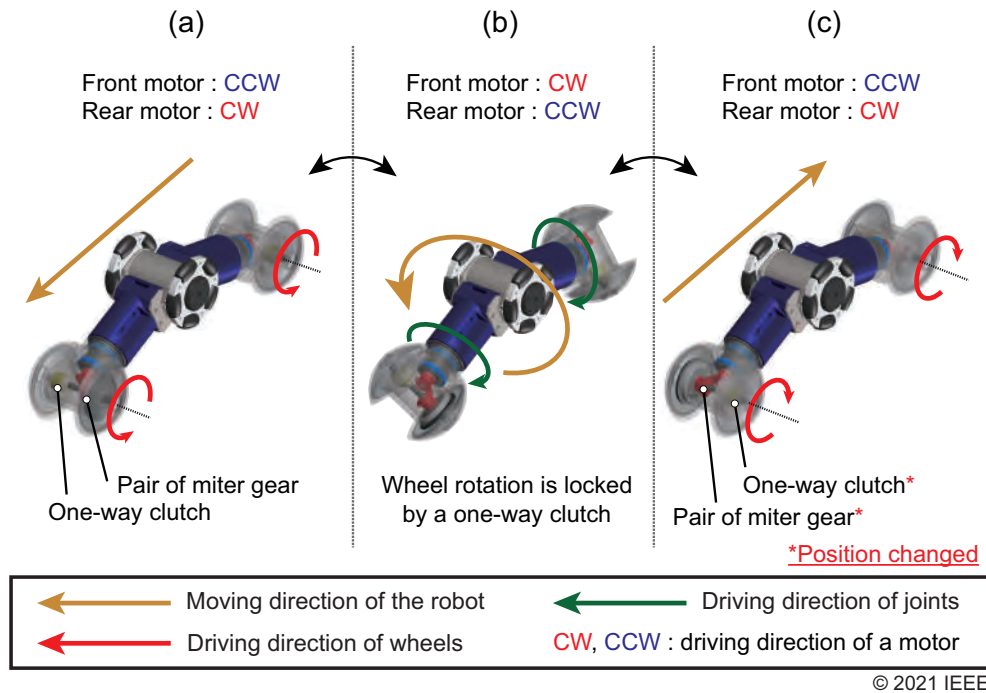 (a)
Front motor : CCW
Rear motor : CW
Pair of miter gear
One-way clutch
(b)
Front motor : CW
Rear motor : CCW
Wheel rotation is locked
by a one-way clutch
(c)
Front motor : CCW
Rear motor : CW
One-way clutch*
Pair of miter gear*
*Position changed
Moving direction of the robot
Driving direction of joints
Driving direction of wheels
CW, CCW : driving direction of a motor
© 2021 IEEE